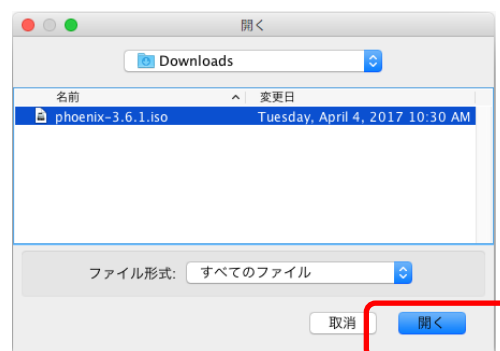 開く
Downloads
名前 変更日
phoenix-3.6.1.iso Tuesday, April 4, 2017 10:30 AM
ファイル形式: すべてのファイル
取消 開く